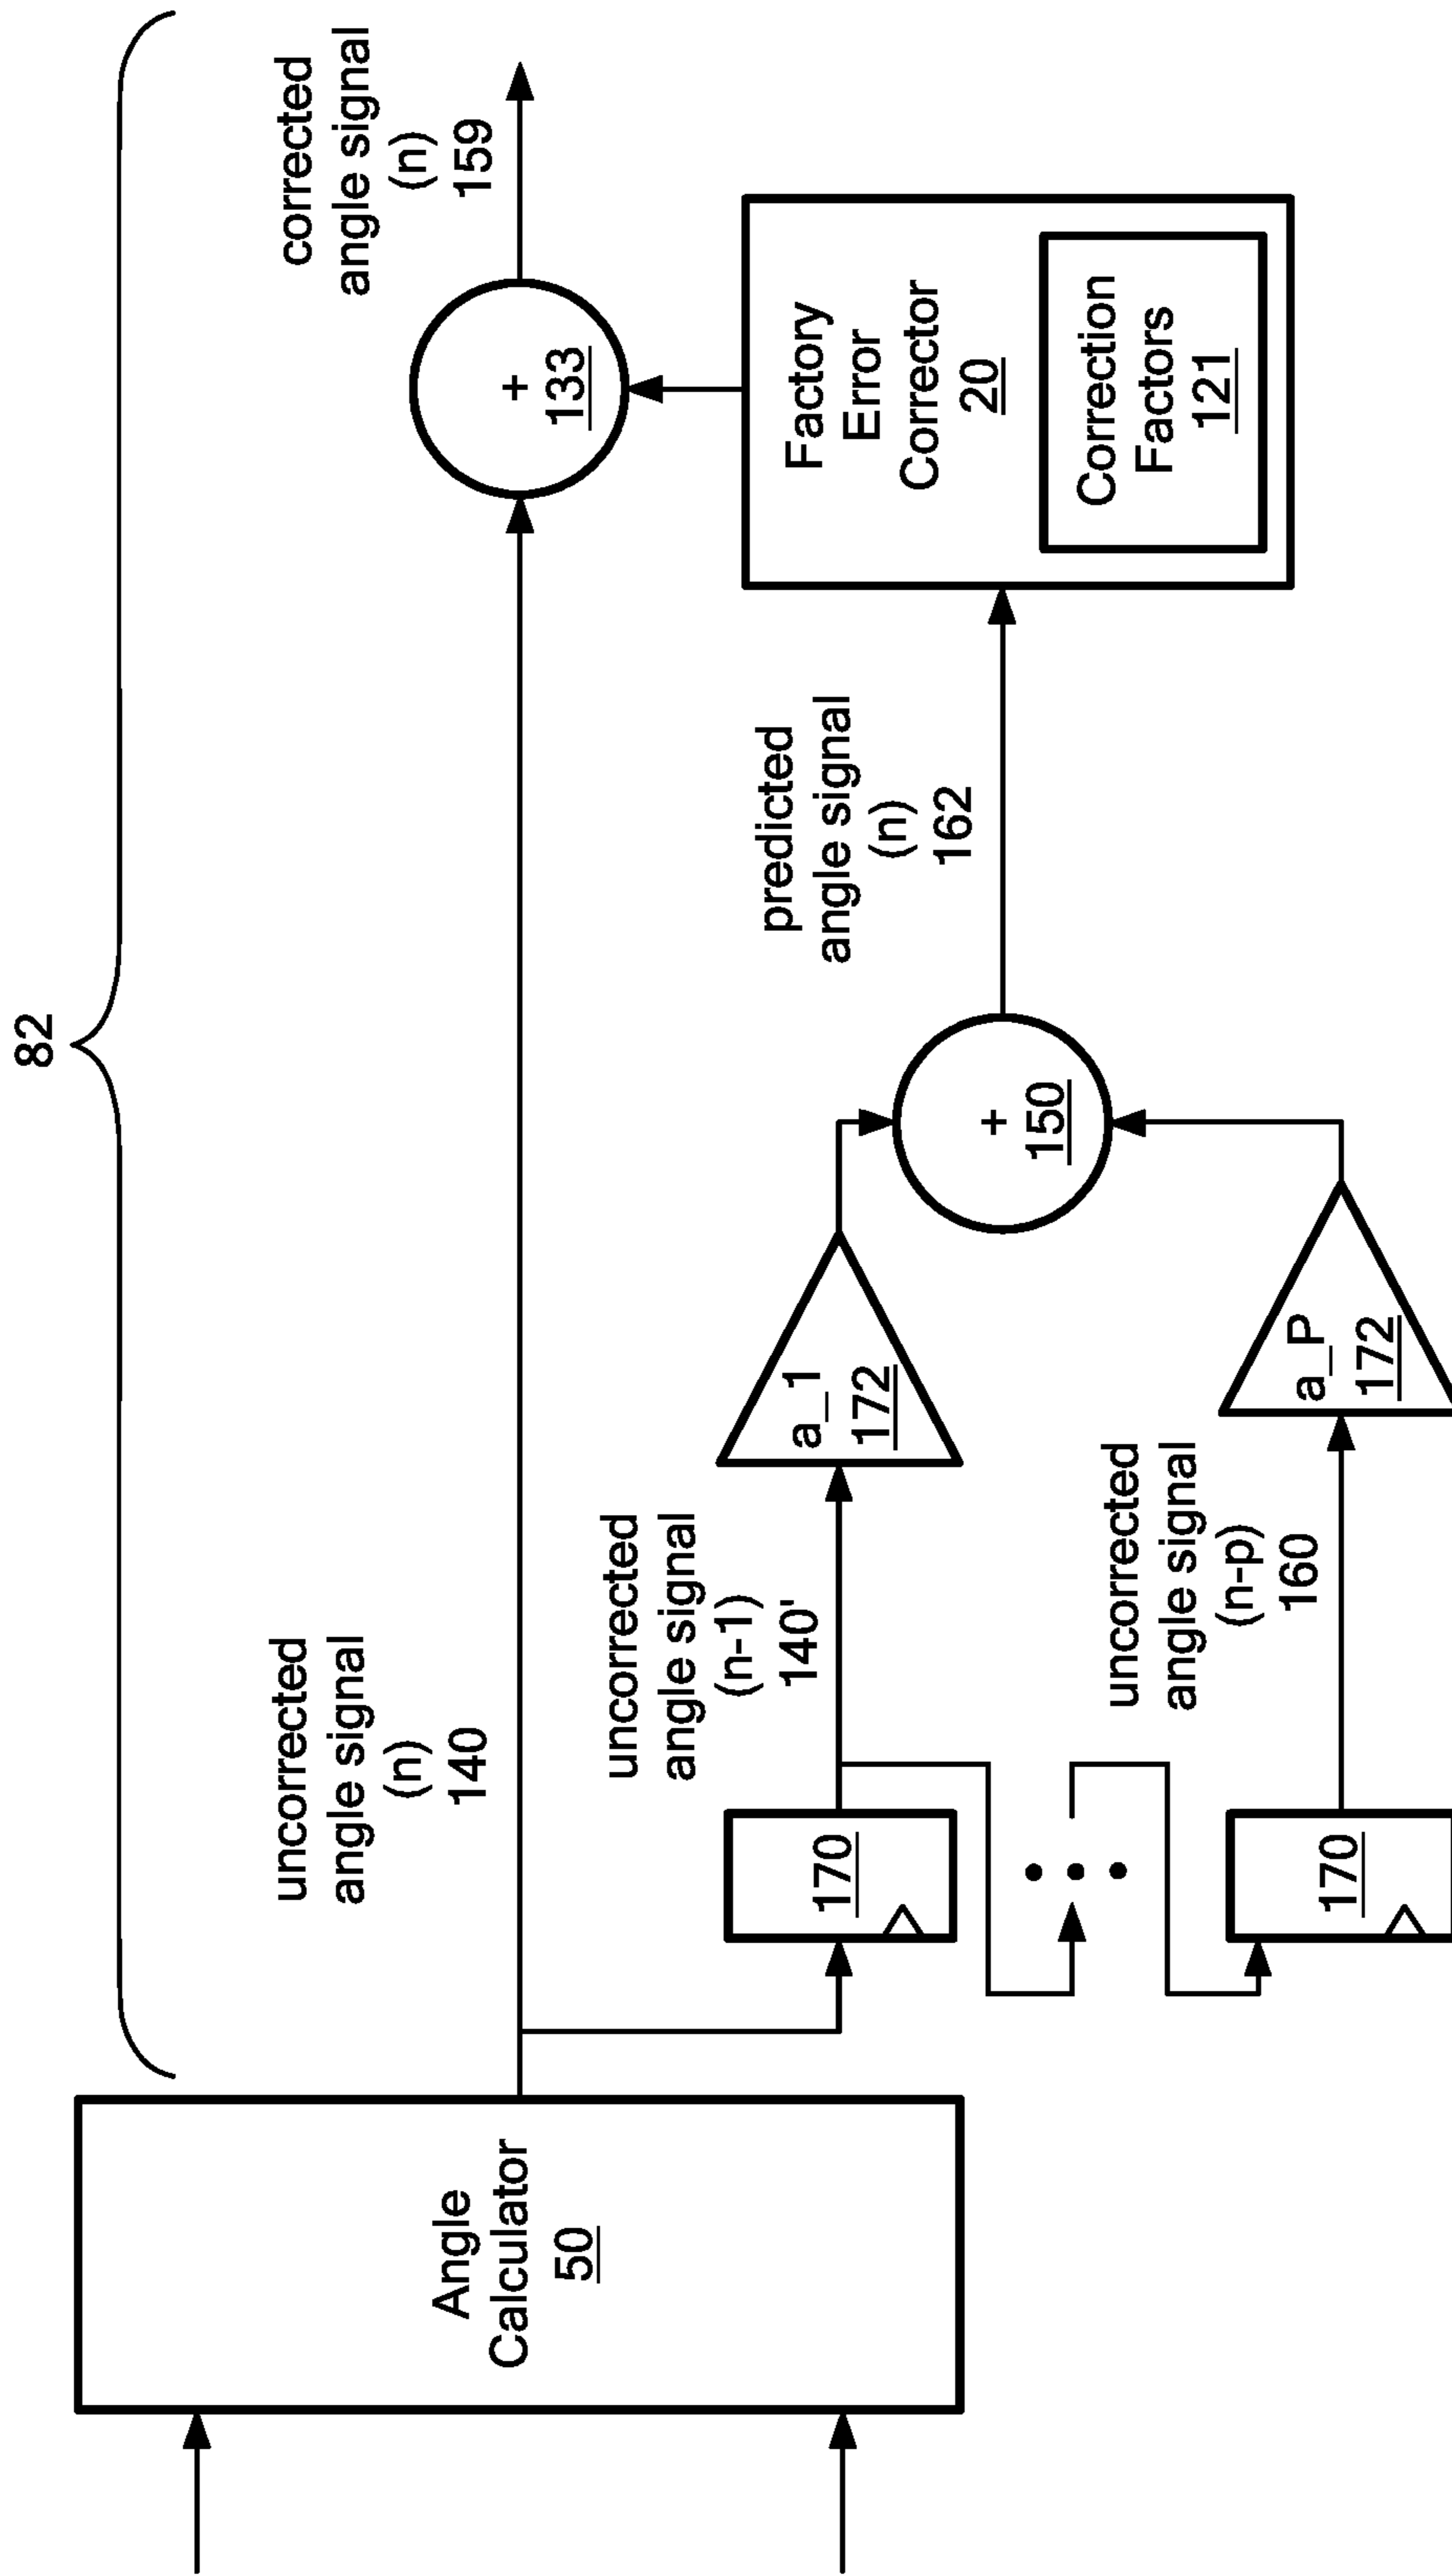 82
Angle
Calculator
50
uncorrected
angle signal
(n)
140
corrected
angle signal
(n)
159
+
133
170
uncorrected
angle signal
(n-1)
140'
a_1
172
170
uncorrected
angle signal
(n-p)
160
a_P
172
+
150
predicted
angle signal
(n)
162
Factory
Error
Corrector
20
Correction
Factors
121